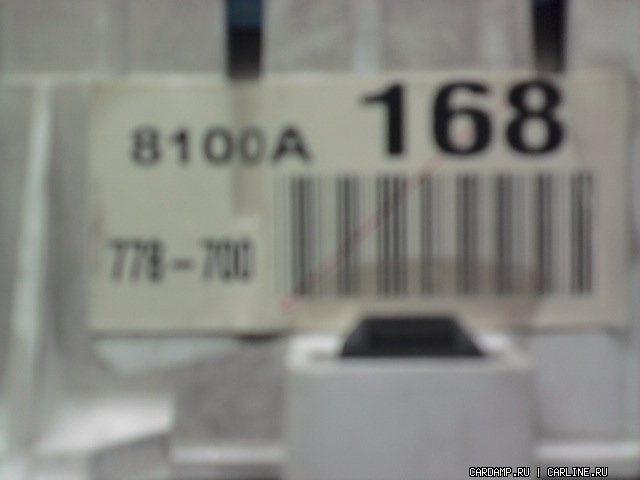 8100A 168
778-700
CARDAMP.RU | CARLINE.RU